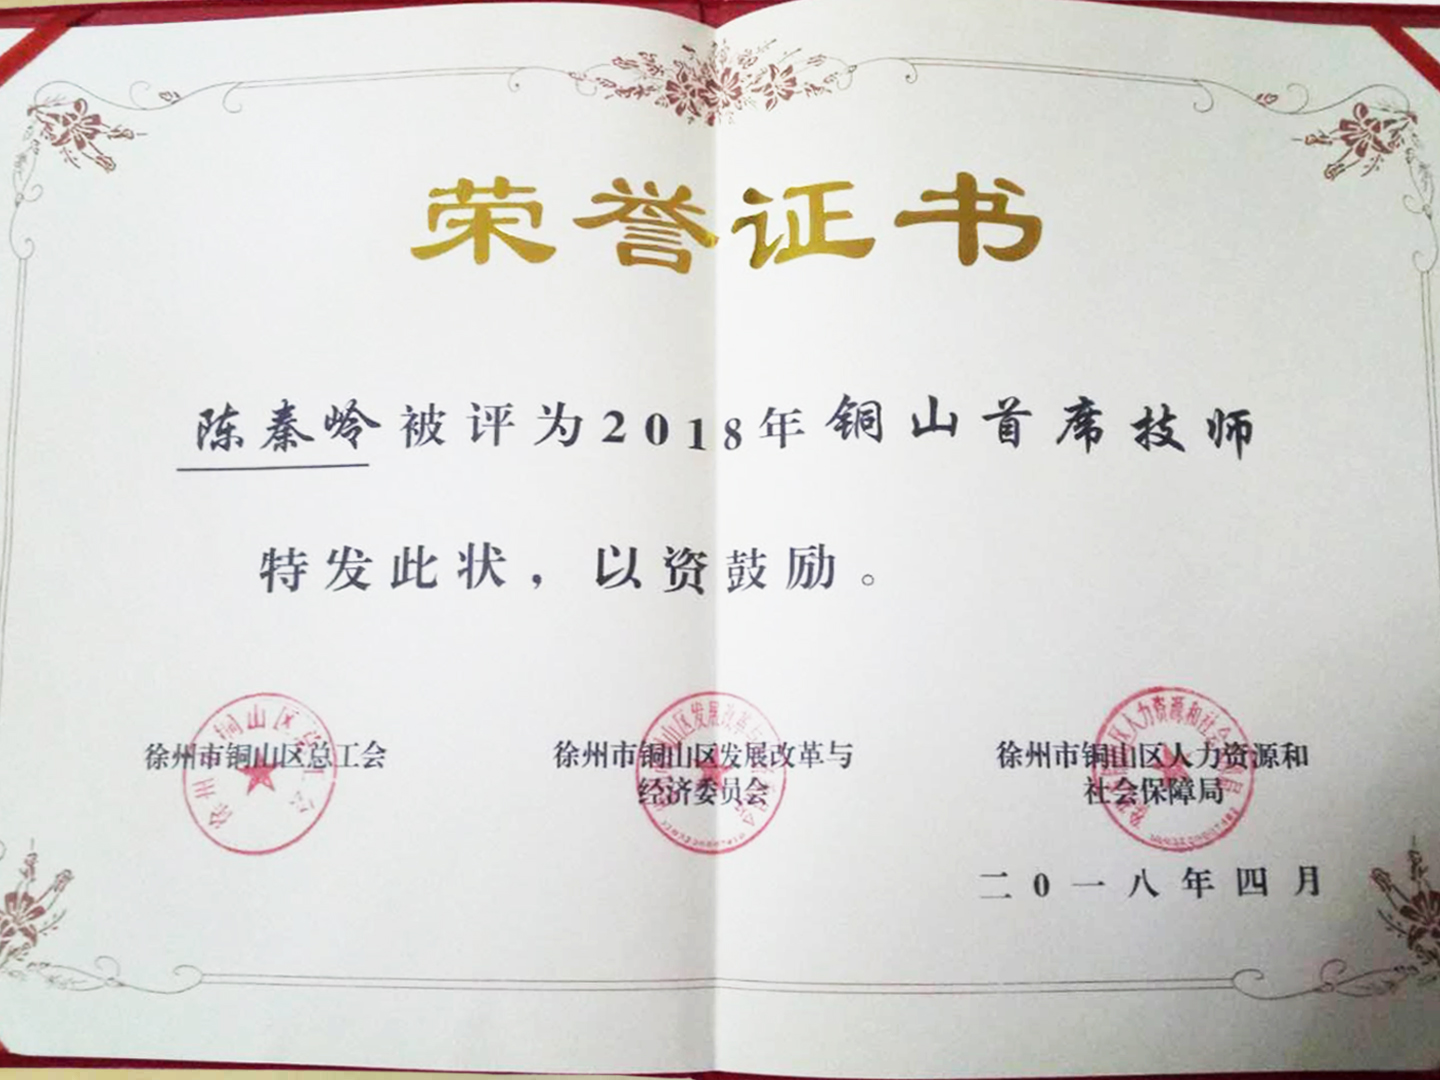 荣誉证书
陈秦岭被评为2018年铜山首席技师
特发此状，以资鼓励。
徐州市铜山区总工会
徐州市铜山区发展改革与
经济委员会
徐州市铜山区人力资源和
社会保障局
二0一八年四月